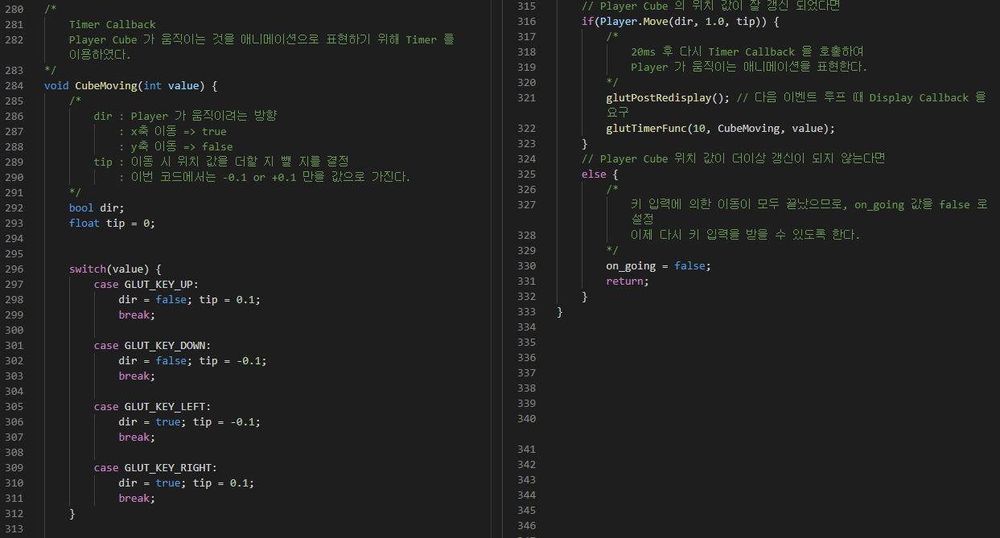 280 /*
281 Timer Callback
282 Player Cube 가 움직이는 것을 애니메이션으로 표현하기 위해 Timer 를
이용하였다.
283 */
284 void CubeMoving(int value) {
285 /*
286 dir : Player 가 움직이려는 방향
287 : x축 이동 => true
288 : y축 이동 => false
289 tip : 이동 시 위치 값을 더할 지 뺄 지를 결정
290 : 이번 코드에서는 -0.1 or +0.1 만을 값으로 가진다.
291 */
292 bool dir;
293 float tip = 0;
294
295
296 switch(value) {
297 case GLUT_KEY_UP:
298 dir = false; tip = 0.1;
299 break;
300
301 case GLUT_KEY_DOWN:
302 dir = false; tip = -0.1;
303 break;
304
305 case GLUT_KEY_LEFT:
306 dir = true; tip = -0.1;
307 break;
308
309 case GLUT_KEY_RIGHT:
310 dir = true; tip = 0.1;
311 break;
312 }
313
315 // Player Cube 의 위치 값이 잘 갱신 되었다면
316 if(Player.Move(dir, 1.0, tip)) {
317 /*
318 20ms 후 다시 Timer Callback 을 호출하여
319 Player 가 움직이는 애니메이션을 표현한다.
320 */
321 glutPostRedisplay(); // 다음 이벤트 루프 때 Display Callback 을
요구
322 glutTimerFunc(10, CubeMoving, value);
323 }
324 // Player Cube 위치 값이 더이상 갱신이 되지 않는다면
325 else {
326 /*
327 키 입력에 의한 이동이 모두 끝났으므로, on_going 값을 false 로
설정
328 이제 다시 키 입력을 받을 수 있도록 한다.
329 */
330 on_going = false;
331 return;
332 }
333 }
334
335
336
337
338
339
340
341
342
343
344
345
346